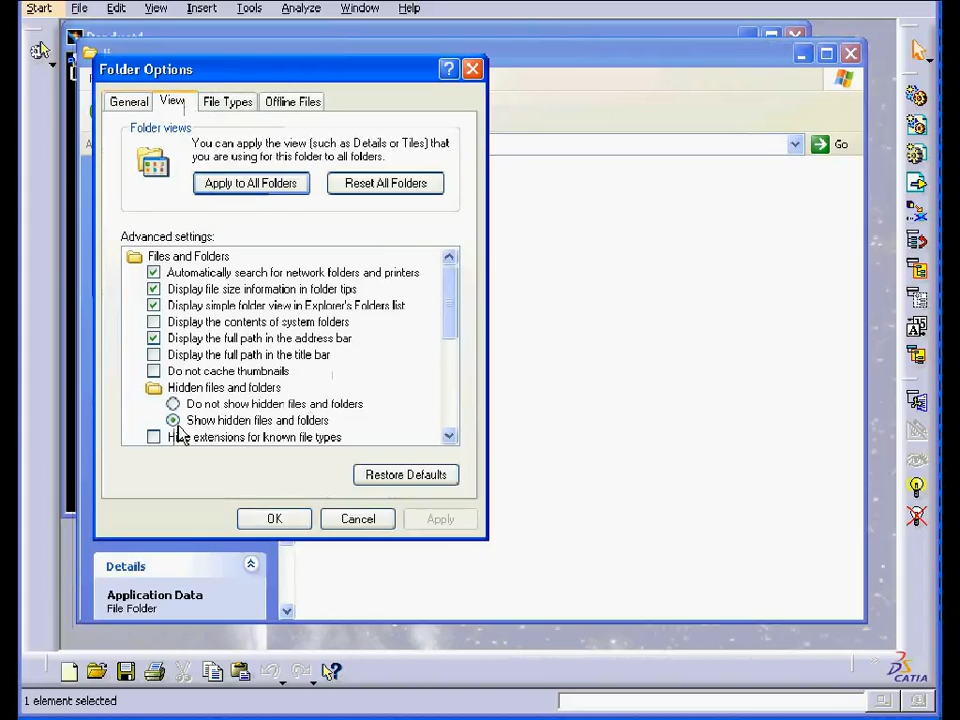 Start File Edit View Insert Tools Analyze Window Help
Folder Options
General View File Types Offline Files
Folder views
You can apply the view (such as Details or Tiles) that
you are using for this folder to all folders.
Apply to All Folders Reset All Folders
Go
Advanced settings:
Files and Folders
Automatically search for network folders and printers
Display file size information in folder tips
Display simple folder view in Explorer's Folders list
Display the contents of system folders
Display the full path in the address bar
Display the full path in the title bar
Do not cache thumbnails
Hidden files and folders
Do not show hidden files and folders
Show hidden files and folders
extensions for known file types
Restore Defaults
OK Cancel Apply
Details
Application Data
File Folder
CATIA
1 element selected